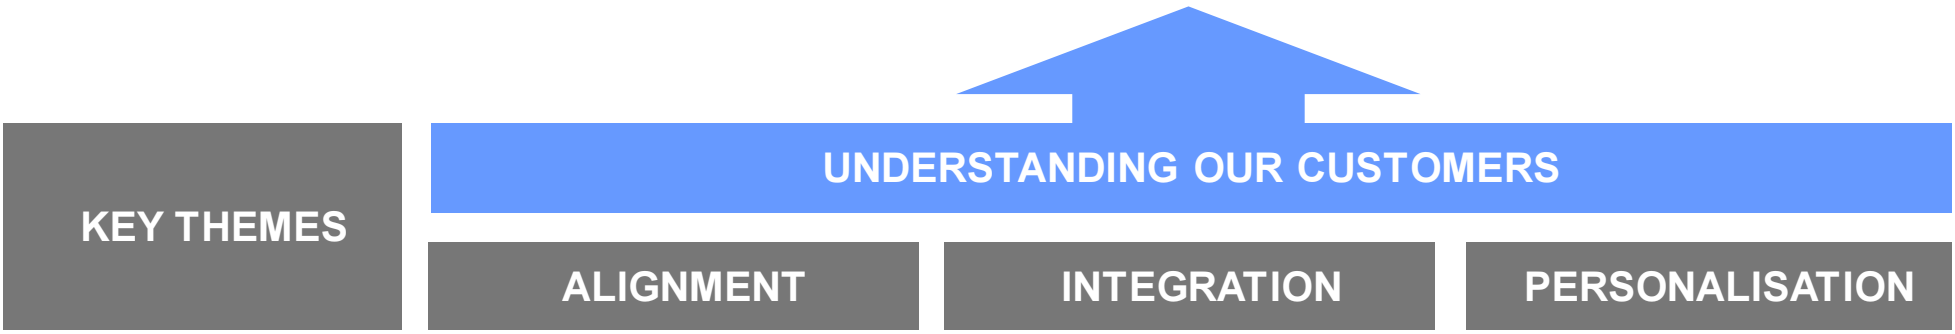 UNDERSTANDING OUR CUSTOMERS
KEY THEMES
ALIGNMENT
INTEGRATION
PERSONALISATION